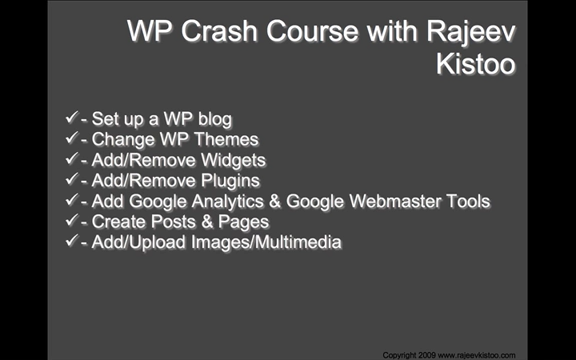 WP Crash Course with Rajeev
Kistoo
✓- Set up a WP blog
✓- Change WP Themes
✓- Add/Remove Widgets
✓- Add/Remove Plugins
✓- Add Google Analytics & Google Webmaster Tools
✓- Create Posts & Pages
✓- Add/Upload Images/Multimedia
Copyright 2009 www.rajeevkistoo.com